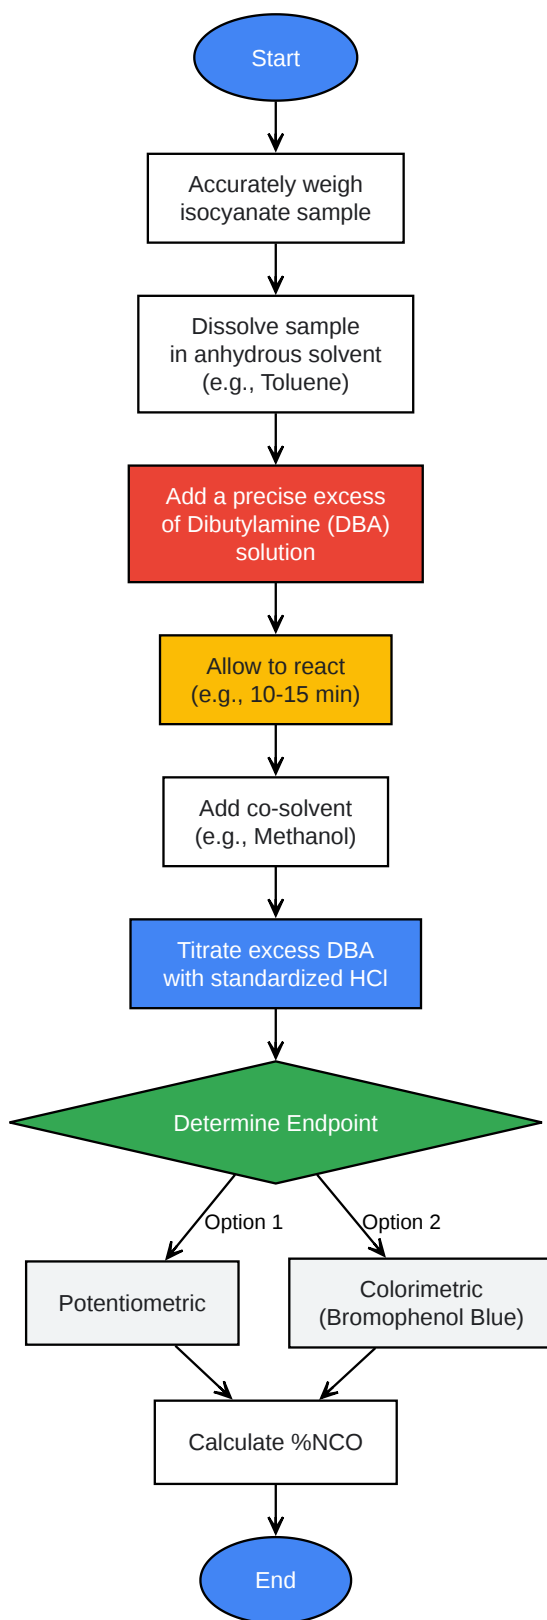 Start
Accurately weigh
isocyanate sample
Dissolve sample
in anhydrous solvent
(e.g., Toluene)
Add a precise excess
of Dibutylamine (DBA)
solution
Allow to react
(e.g., 10-15 min)
Add co-solvent
(e.g., Methanol)
Titrate excess DBA
with standardized HCl
Determine Endpoint
Option 1
Option 2
Potentiometric
Colorimetric
(Bromophenol Blue)
Calculate %NCO
End